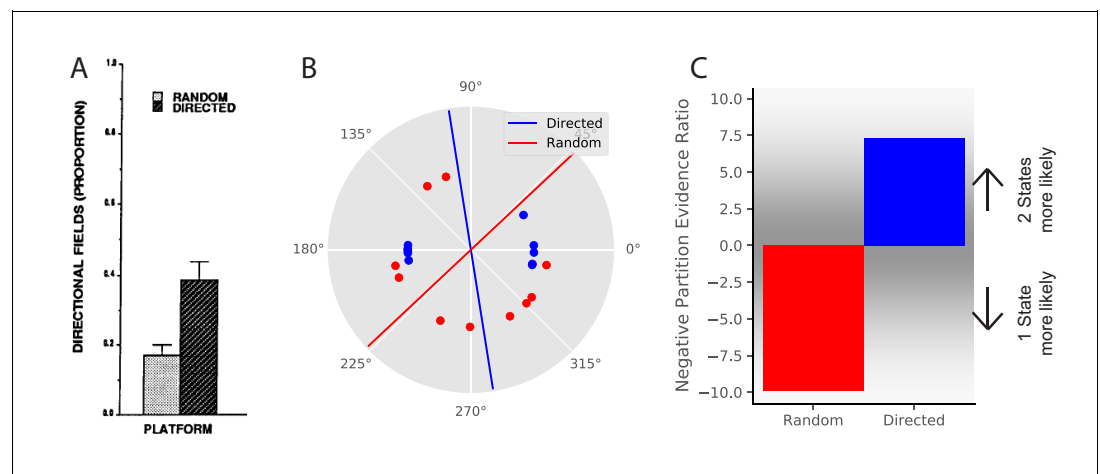 A
DIRECTIONAL FIELDS (PROPORTION)
1.0
0.8
0.6
0.4
0.2
0.0
RANDOM
DIRECTED
PLATFORM
B
90°
135°
45°
180°
0°
225°
315°
270°
Directed
Random
C
Negative Partition Evidence Ratio
10.0
7.5
5.0
2.5
0.0
−2.5
−5.0
−7.5
−10.0
Random
Directed
2 States
more likely
1 State
more likely